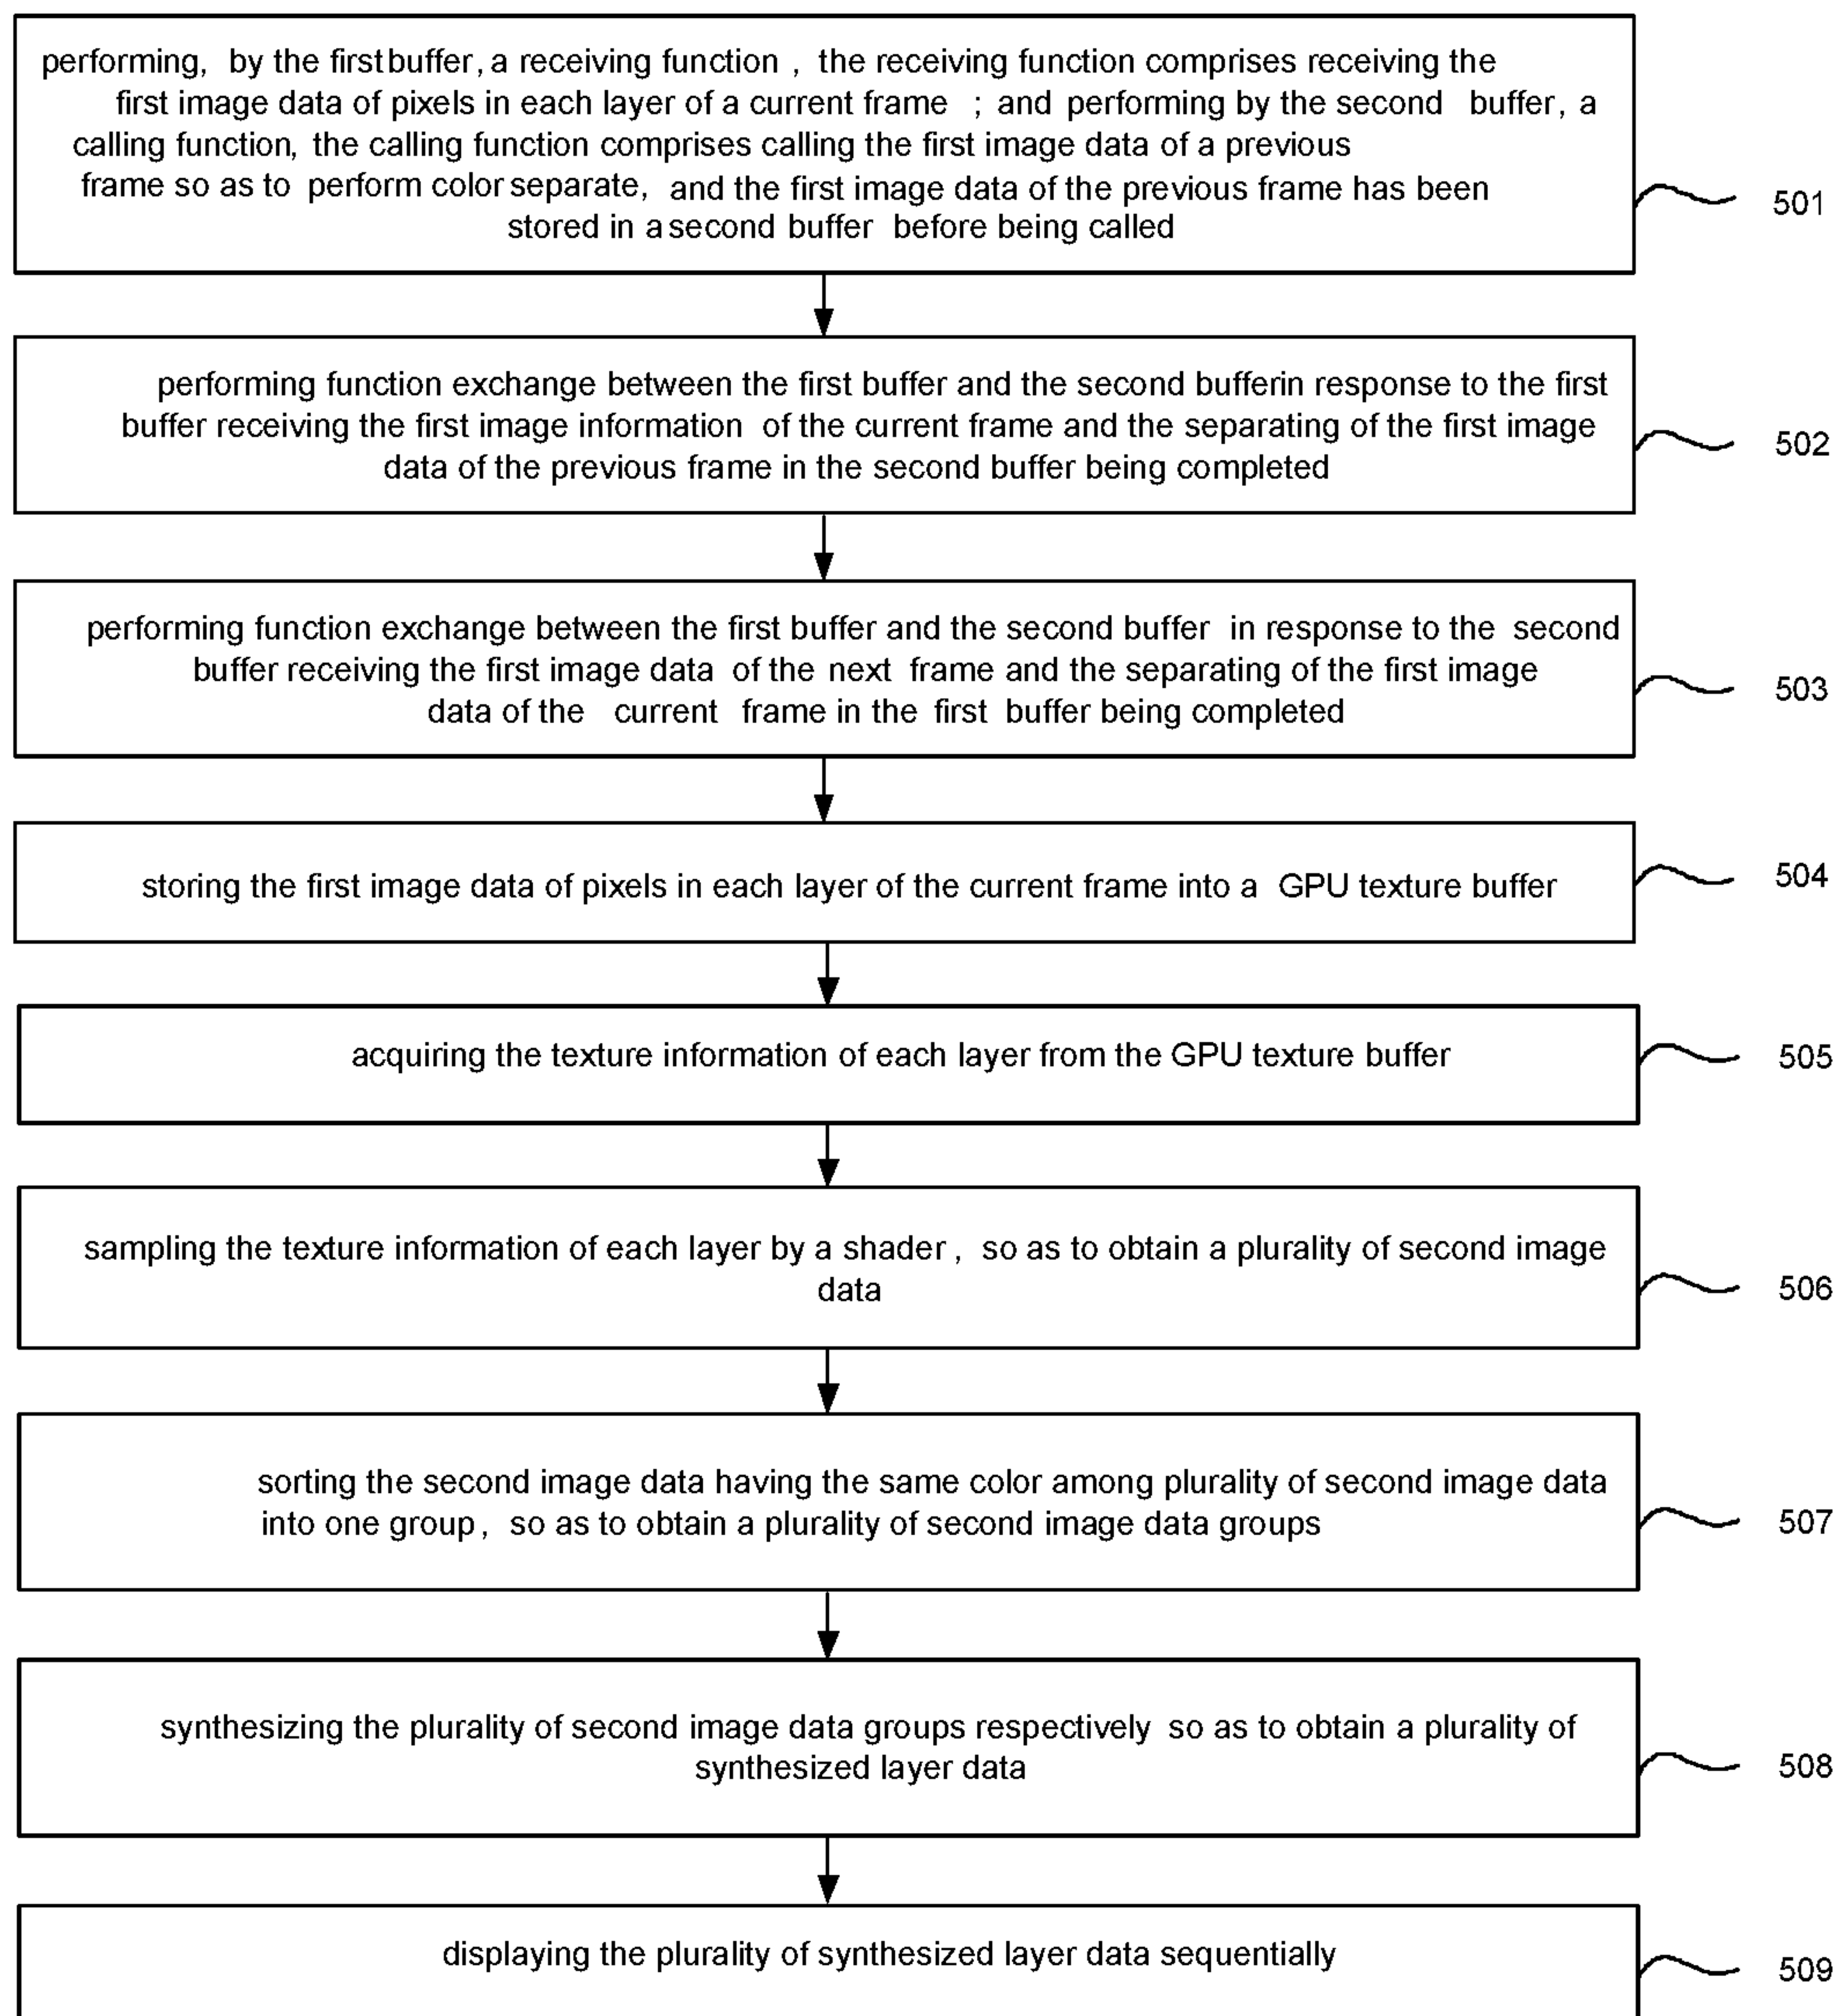 performing, by the first buffer, a receiving function, the receiving function comprises receiving the
first image data of pixels in each layer of a current frame ; and performing by the second buffer, a
calling function, the calling function comprises calling the first image data of a previous
frame so as to perform color separate, and the first image data of the previous frame has been
stored in a second buffer before being called
501
performing function exchange between the first buffer and the second bufferin response to the first
buffer receiving the first image information of the current frame and the separating of the first image
data of the previous frame in the second buffer being completed
502
performing function exchange between the first buffer and the second buffer in response to the second
buffer receiving the first image data of the next frame and the separating of the first image
data of the current frame in the first buffer being completed
503
storing the first image data of pixels in each layer of the current frame into a GPU texture buffer
504
acquiring the texture information of each layer from the GPU texture buffer
505
sampling the texture information of each layer by a shader, so as to obtain a plurality of second image
data
506
sorting the second image data having the same color among plurality of second image data
into one group, so as to obtain a plurality of second image data groups
507
synthesizing the plurality of second image data groups respectively so as to obtain a plurality of
synthesized layer data
508
displaying the plurality of synthesized layer data sequentially
509